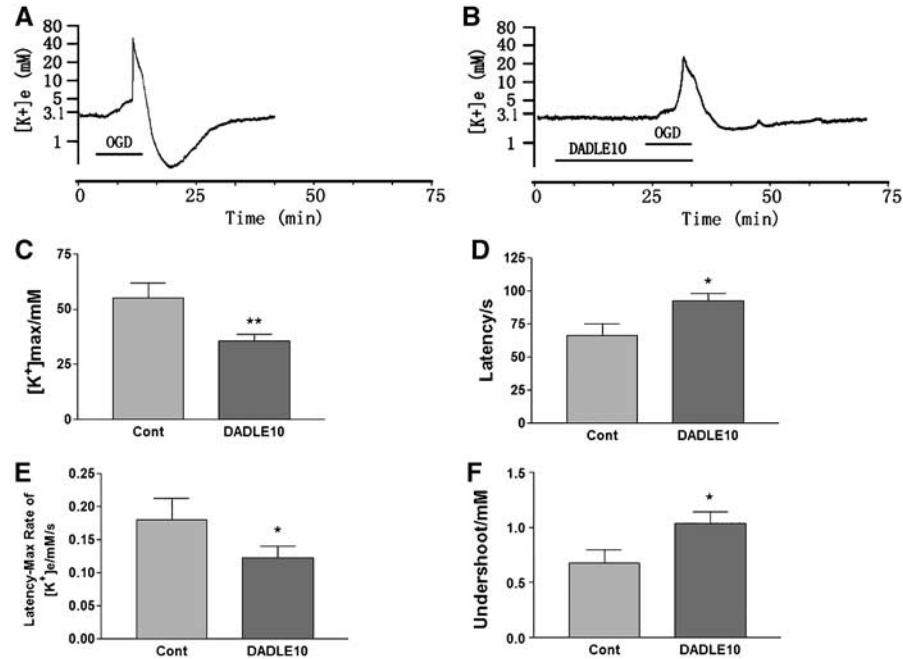 A
[K+]e (mM)
80
40
20
10
5
3.1
1
OGD
0
25
50
75
Time (min)
B
[K+]e (mM)
80
40
20
10
5
3.1
1
OGD
DADLE10
0
25
50
75
Time (min)
C
[K⁺]max/mM
75
50
25
0
Cont
DADLE10
**
D
Latency/s
125
100
75
50
25
0
Cont
DADLE10
*
E
Latency-Max Rate of
[K⁺]e/mM/s
0.25
0.20
0.15
0.10
0.05
0.00
Cont
DADLE10
*
F
Undershoot/mM
1.5
1.0
0.5
0.0
Cont
DADLE10
*